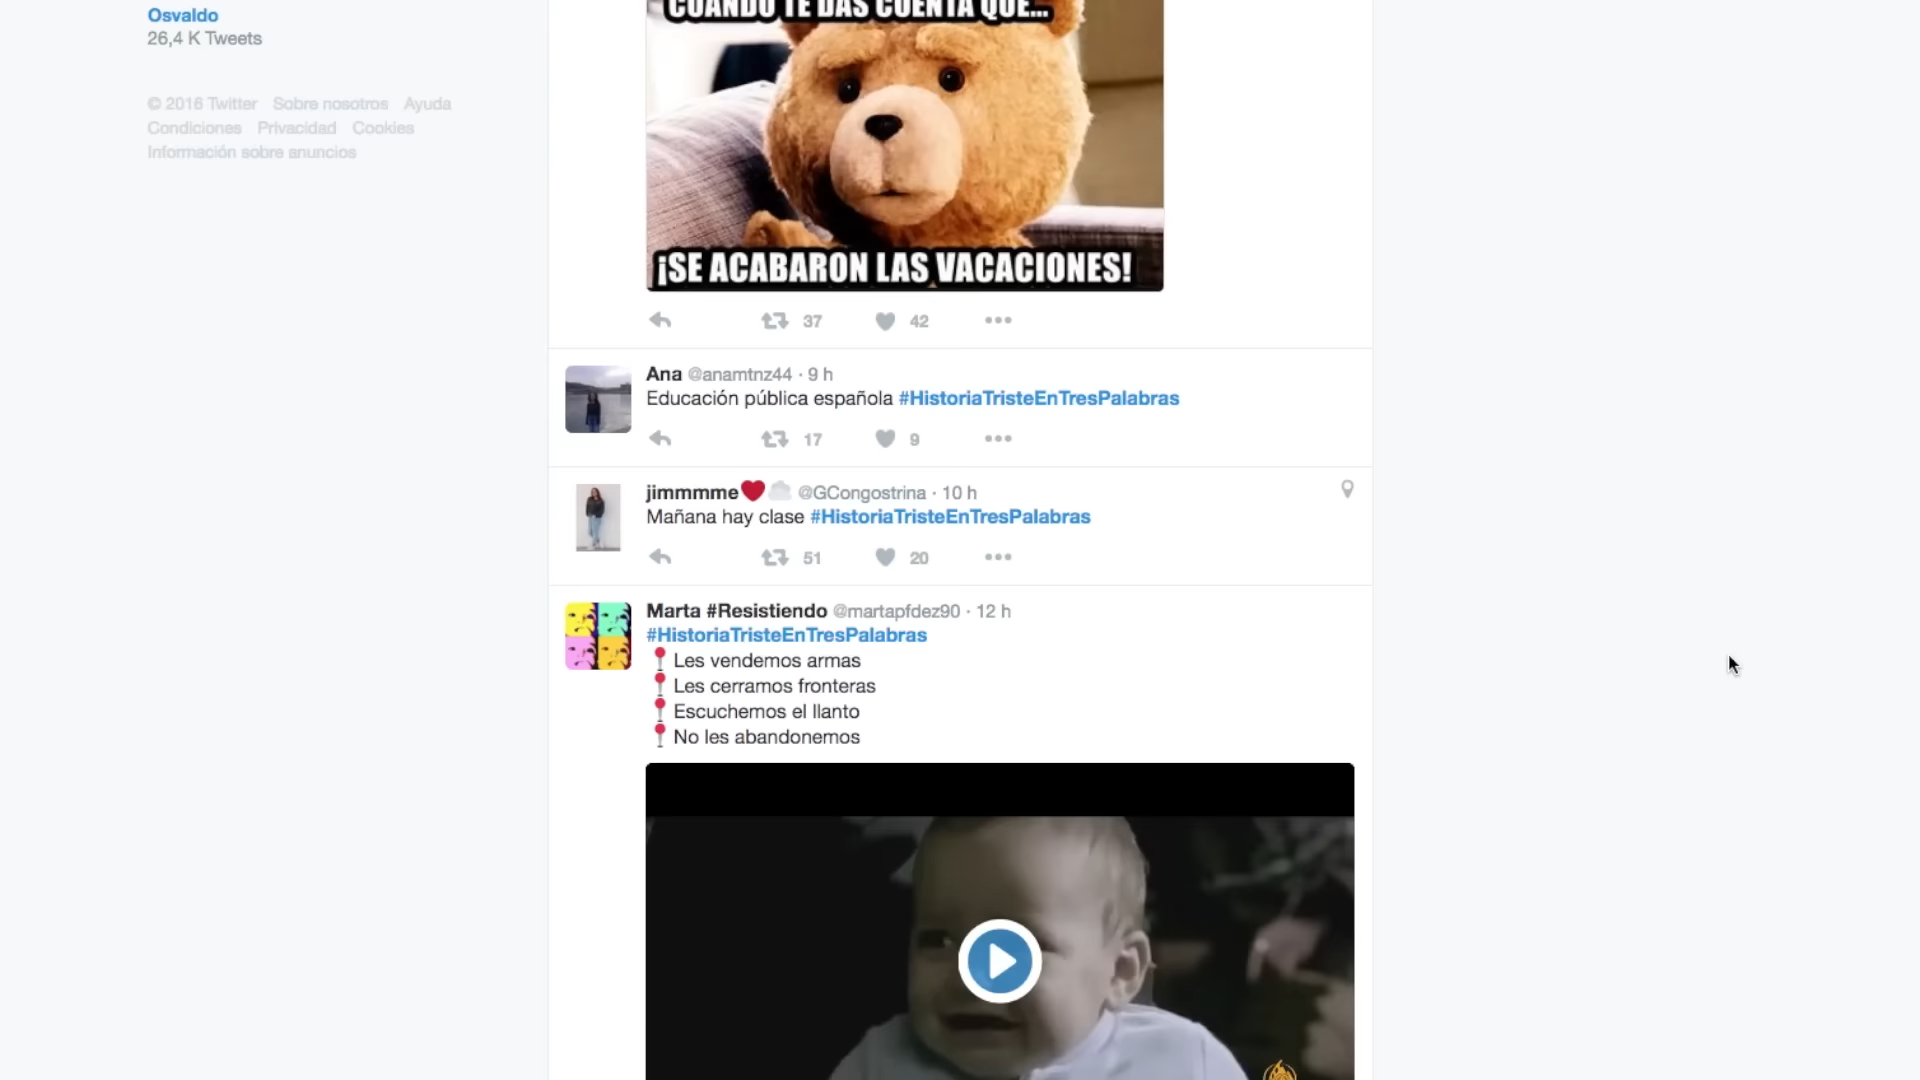 Osvaldo
26,4 K Tweets
© 2016 Twitter Sobre nosotros Ayuda
Condiciones Privacidad Cookies
Información sobre anuncios
CUANDO TE DAS CUENTA QUE...
¡SE ACABARON LAS VACACIONES!
37 42
Ana @anamtnz44 · 9 h
Educación pública española #HistoriaTristeEnTresPalabras
17 9
jimmmme @GCongostrina · 10 h
Mañana hay clase #HistoriaTristeEnTresPalabras
51 20
Marta #Resistiendo @martapfdez90 · 12 h
#HistoriaTristeEnTresPalabras
Les vendemos armas
Les cerramos fronteras
Escuchemos el llanto
No les abandonemos